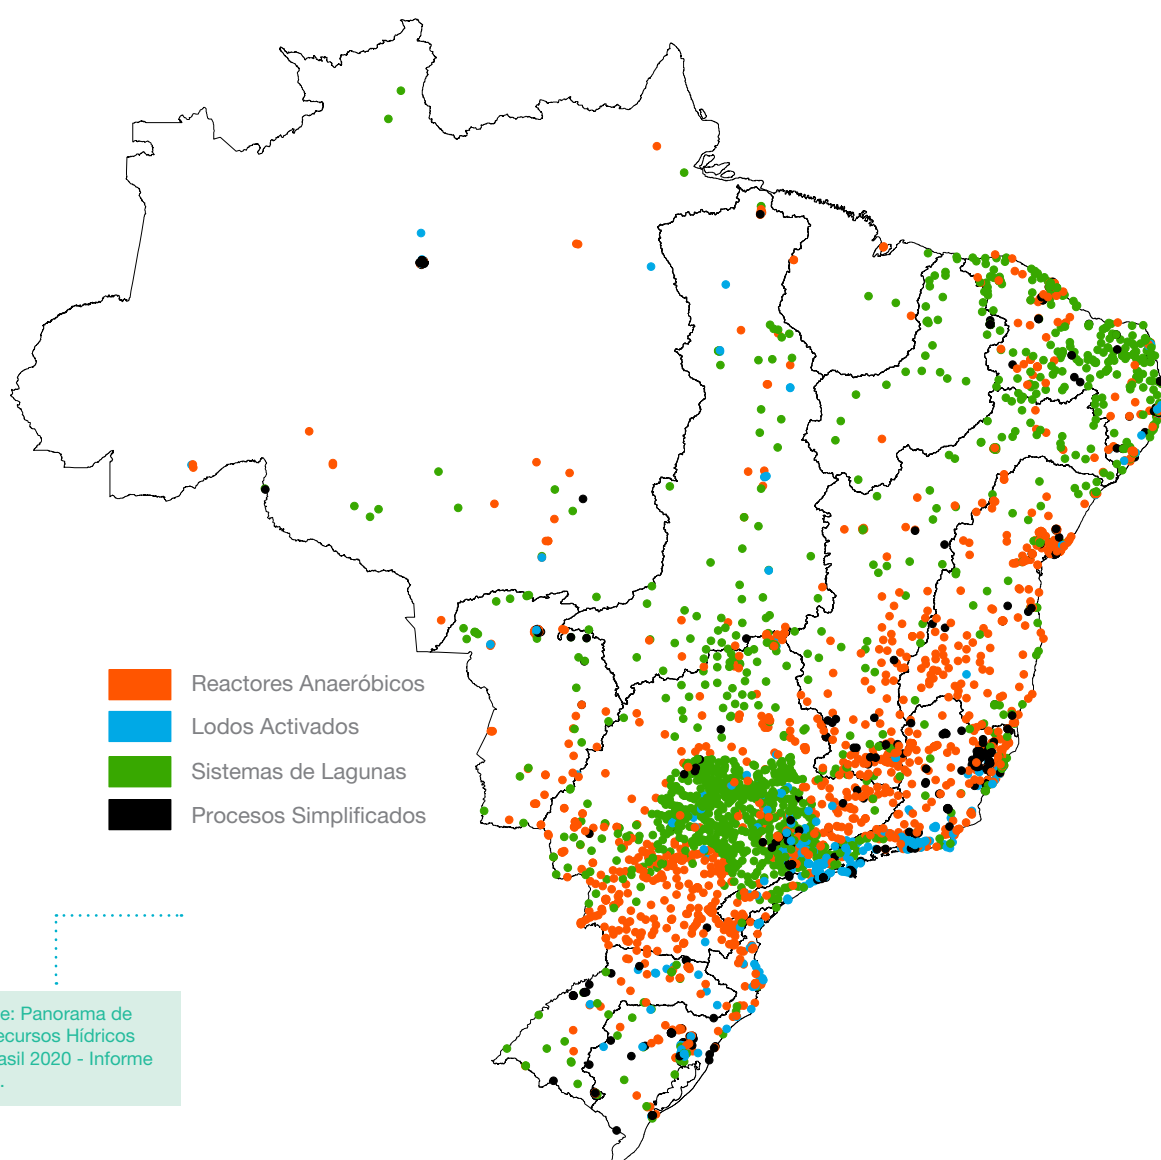 Reactores Anaeróbicos
Lodos Activados
Sistemas de Lagunas
Procesos Simplificados
e: Panorama de
ecursos Hídricos
asil 2020 - Informe
.